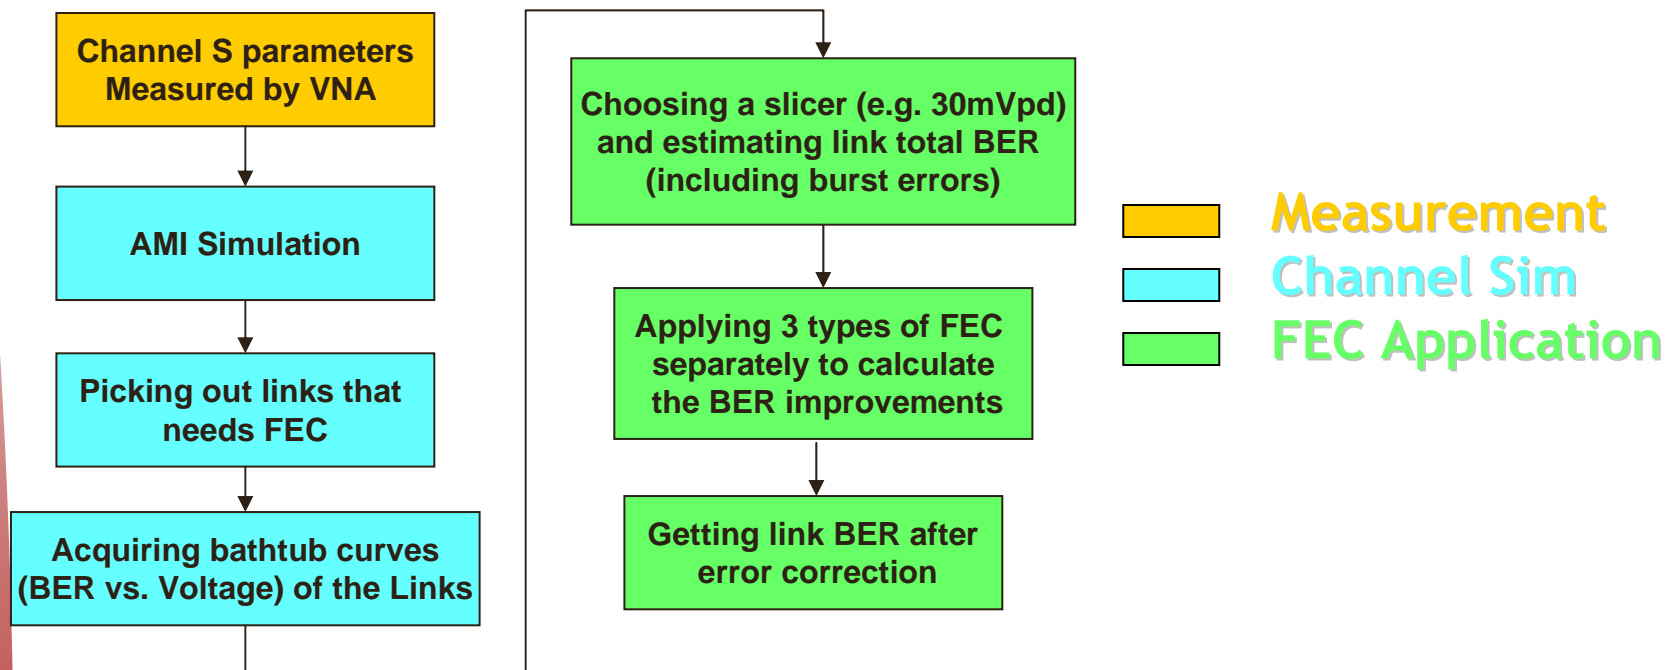 Channel S parameters
Measured by VNA
AMI Simulation
Picking out links that
needs FEC
Acquiring bathtub curves
(BER vs. Voltage) of the Links
Choosing a slicer (e.g. 30mVpd)
and estimating link total BER
(including burst errors)
Applying 3 types of FEC
separately to calculate
the BER improvements
Getting link BER after
error correction
Measurement
Channel Sim
FEC Application